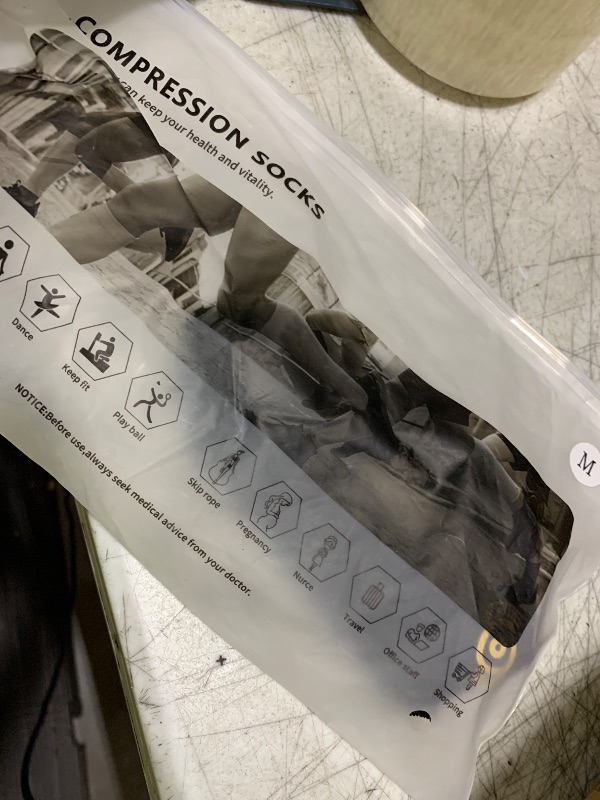 COMPRESSION SOCKS
can keep your health and vitality.
M
Dance
Keep fit
Play ball
Skip rope
Pregnancy
Nurce
Travel
Office staff
Shopping
NOTICE:Before use,always seek medical advice from your doctor.